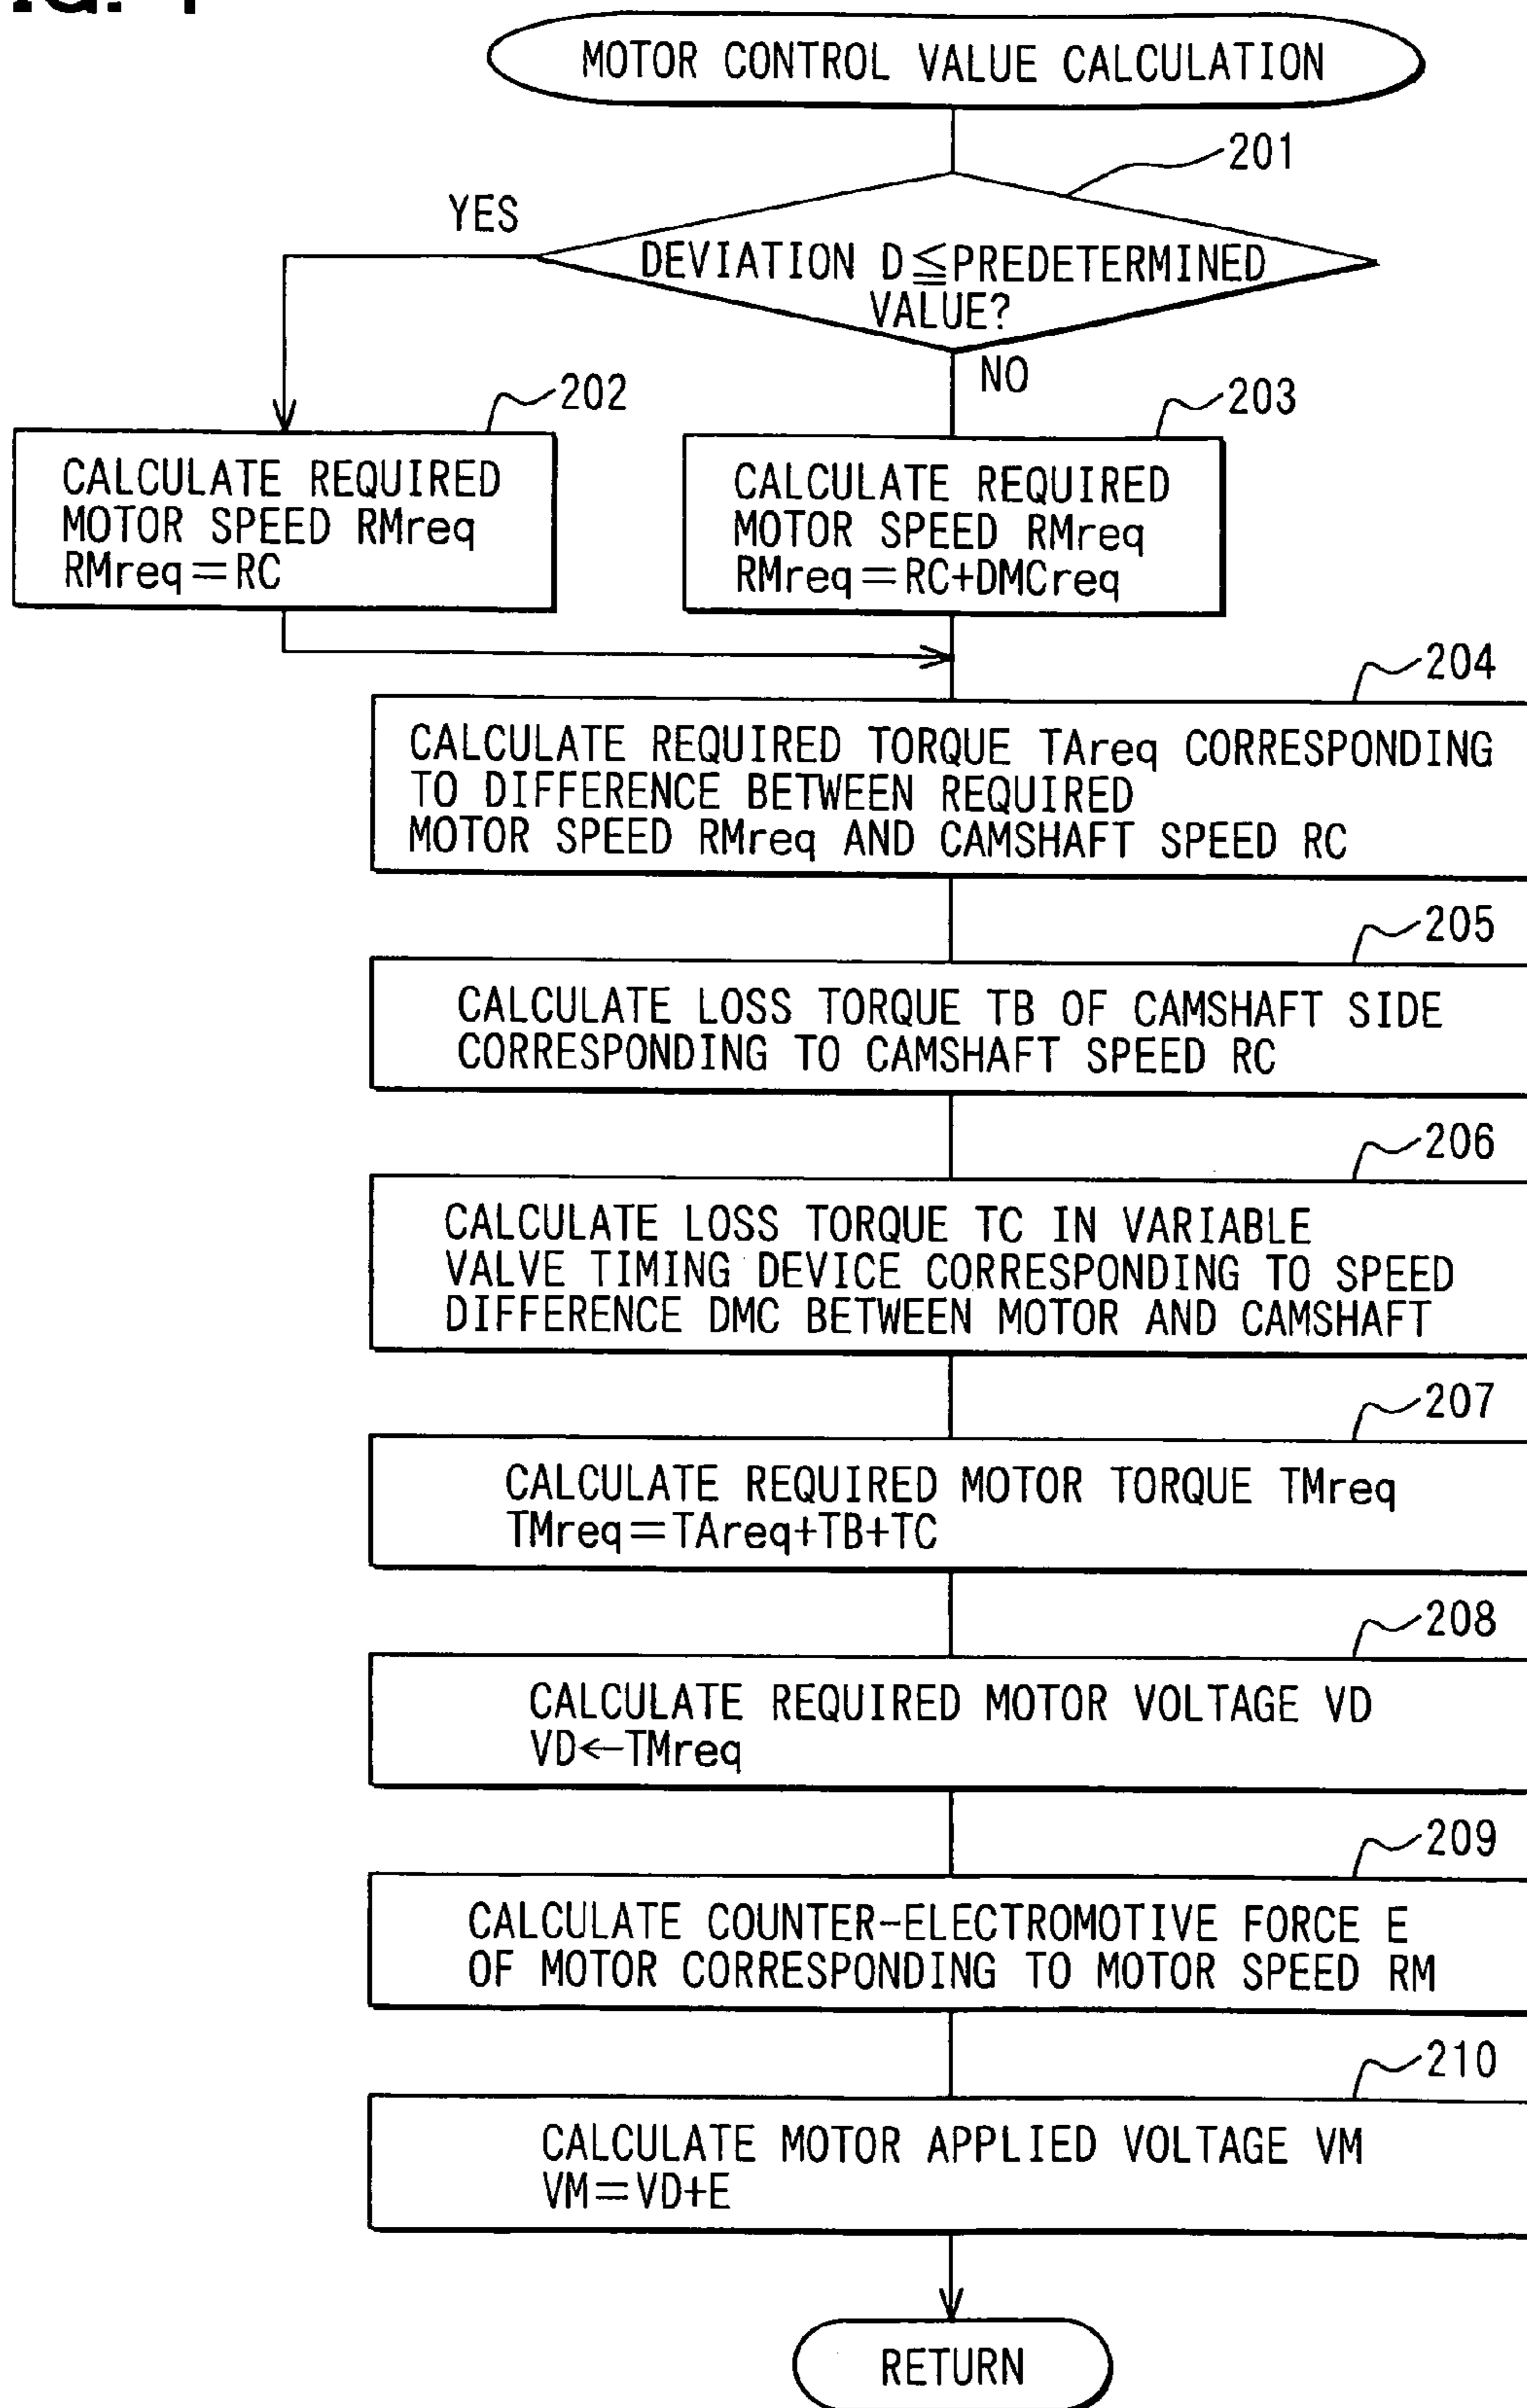 MOTOR CONTROL VALUE CALCULATION
201
YES
DEVIATION D≦PREDETERMINED
VALUE?
NO
202
203
CALCULATE REQUIRED
MOTOR SPEED RMreq
RMreq=RC
CALCULATE REQUIRED
MOTOR SPEED RMreq
RMreq=RC+DMCreq
204
CALCULATE REQUIRED TORQUE TAreq CORRESPONDING
TO DIFFERENCE BETWEEN REQUIRED
MOTOR SPEED RMreq AND CAMSHAFT SPEED RC
205
CALCULATE LOSS TORQUE TB OF CAMSHAFT SIDE
CORRESPONDING TO CAMSHAFT SPEED RC
206
CALCULATE LOSS TORQUE TC IN VARIABLE
VALVE TIMING DEVICE CORRESPONDING TO SPEED
DIFFERENCE DMC BETWEEN MOTOR AND CAMSHAFT
207
CALCULATE REQUIRED MOTOR TORQUE TMreq
TMreq=TAreq+TB+TC
208
CALCULATE REQUIRED MOTOR VOLTAGE VD
VD←TMreq
209
CALCULATE COUNTER-ELECTROMOTIVE FORCE E
OF MOTOR CORRESPONDING TO MOTOR SPEED RM
210
CALCULATE MOTOR APPLIED VOLTAGE VM
VM=VD+E
RETURN